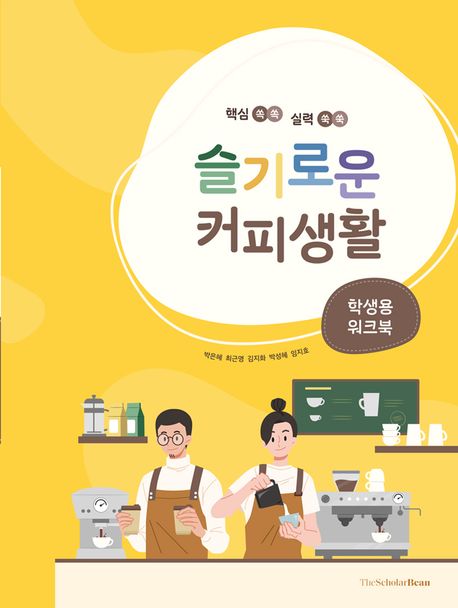 핵심 쏙 쏙 실력 쑥 쑥
슬기로운
커피생활
학생용
워크북
박은혜 최근영 김지화 박성혜 임지호
TheScholarBean